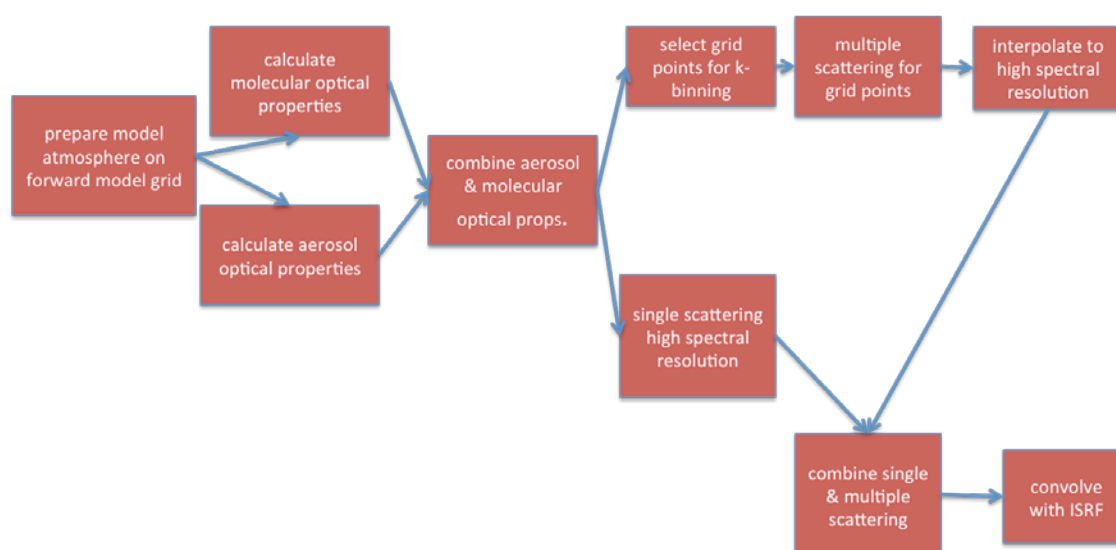 prepare model
atmosphere on
forward model grid
calculate
molecular optical
properties
calculate aerosol
optical properties
combine aerosol
& molecular
optical props.
select grid
points for k-
binning
multiple
scattering for
grid points
interpolate to
high spectral
resolution
single scattering
high spectral
resolution
combine single
& multiple
scattering
convolve
with ISRF